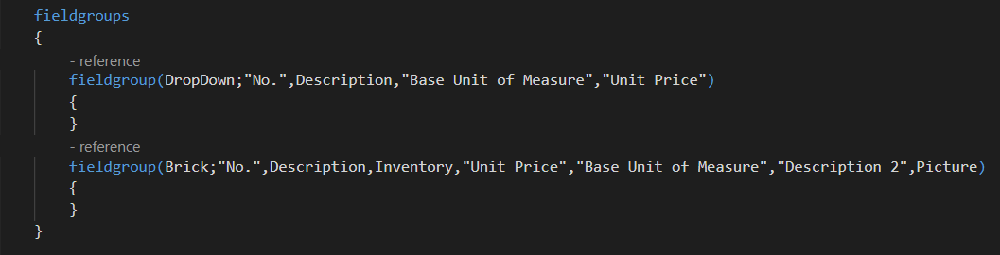 fieldgroups
{
- reference
fieldgroup(DropDown;"No.",Description,"Base Unit of Measure","Unit Price")
{
}
- reference
fieldgroup(Brick;"No.",Description,Inventory,"Unit Price","Base Unit of Measure","Description 2",Picture)
{
}
}